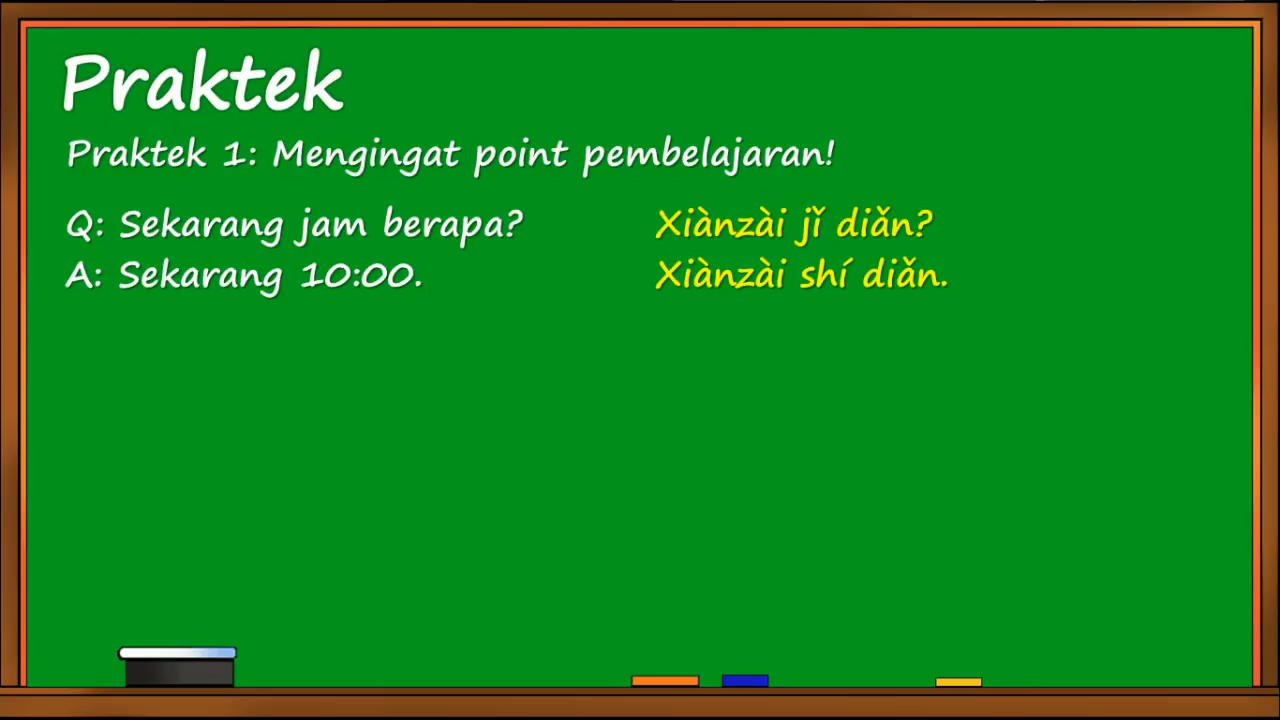 Praktek
Praktek 1: Mengingat point pembelajaran!
Q: Sekarang jam berapa? Xiànzài jǐ diǎn?
A: Sekarang 10:00. Xiànzài shí diǎn.